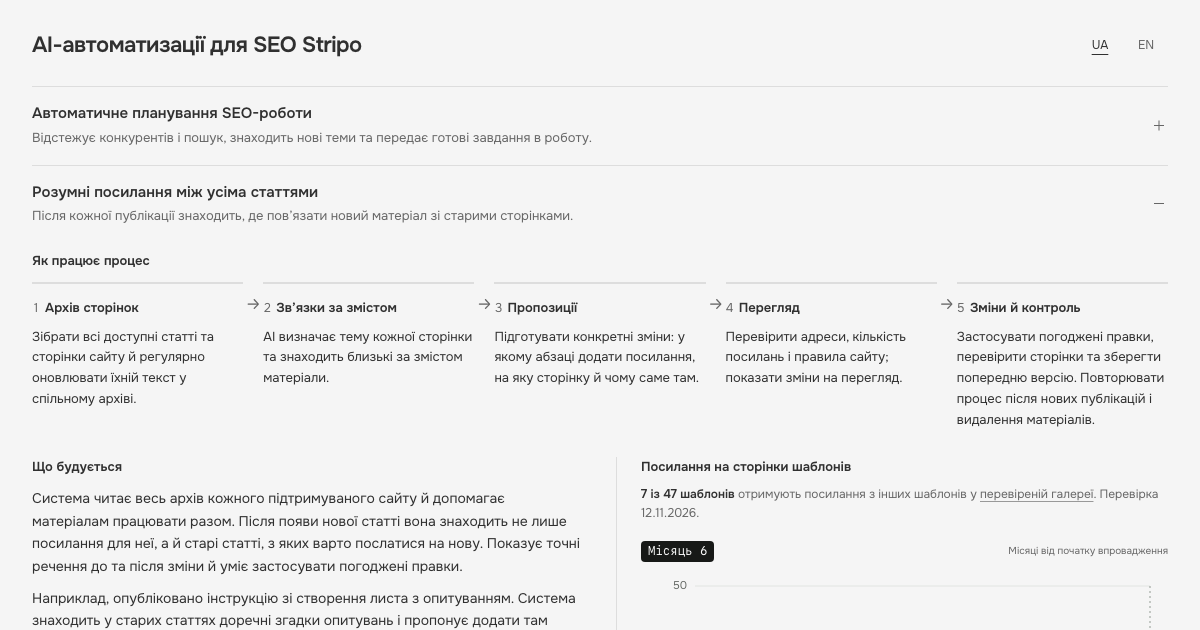 AI-автоматизації для SEO Stripo
UA
EN
Автоматичне планування SEO-роботи
Відстежує конкурентів і пошук, знаходить нові теми та передає готові завдання в роботу.
Розумні посилання між усіма статтями
Після кожної публікації знаходить, де пов’язати новий матеріал зі старими сторінками.
Як працює процес
1 Архів сторінок
Зібрати всі доступні статті та
сторінки сайту й регулярно
оновлювати їхній текст у
спільному архіві.
→ 2 Зв’язки за змістом
AI визначає тему кожної сторінки
та знаходить близькі за змістом
матеріали.
→ 3 Пропозиції
Підготувати конкретні зміни: у
якому абзаці додати посилання,
на яку сторінку й чому саме там.
→ 4 Перегляд
Перевірити адреси, кількість
посилань і правила сайту;
показати зміни на перегляд.
→ 5 Зміни й контроль
Застосувати погоджені правки,
перевірити сторінки та зберегти
попередню версію. Повторювати
процес після нових публікацій і
видалення матеріалів.
Що будується
Система читає весь архів кожного підтримуваного сайту й допомагає
матеріалам працювати разом. Після появи нової статті вона знаходить не лише
посилання для неї, а й старі статті, з яких варто послатися на нову. Показує точні
речення до та після зміни й уміє застосувати погоджені правки.
Наприклад, опубліковано інструкцію зі створення листа з опитуванням. Система
знаходить у старих статтях доречні згадки опитувань і пропонує додати там
Посилання на сторінки шаблонів
7 із 47 шаблонів отримують посилання з інших шаблонів у перевіреній галереї. Перевірка
12.11.2026.
Місяць 6
Місяці від початку впровадження
50